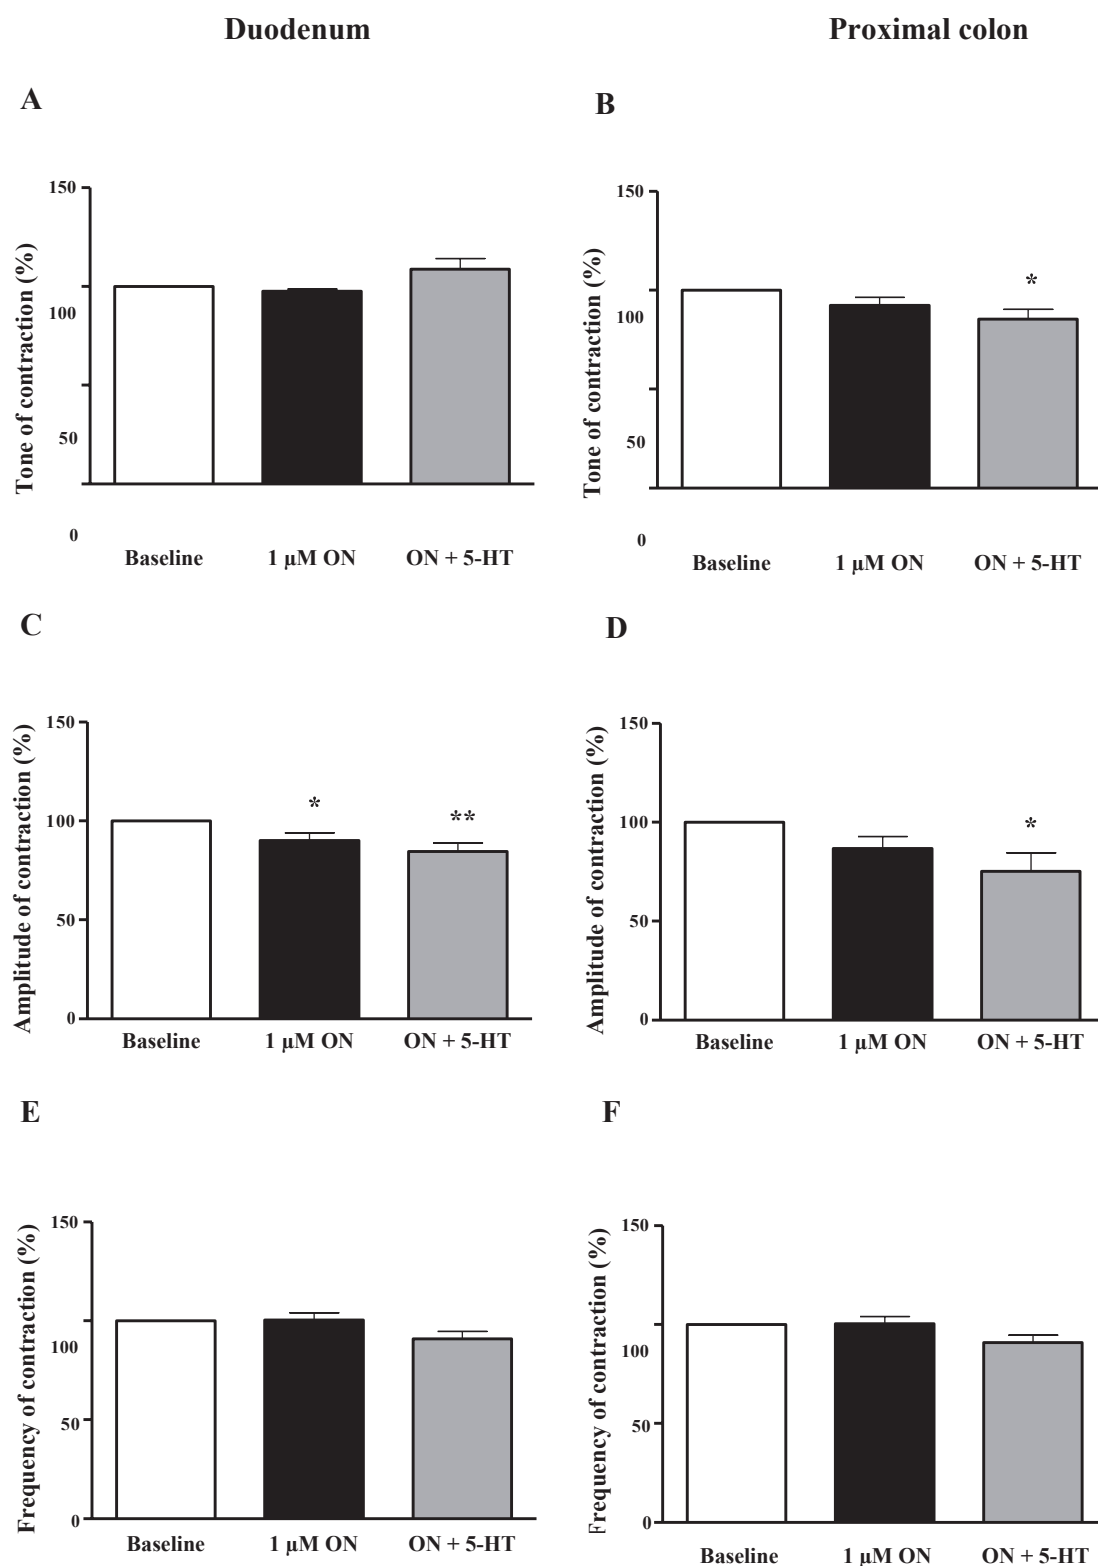 Duodenum
Proximal colon
A
Tone of contraction (%)
150
100
50
0
Baseline
1 µM ON
ON + 5-HT
B
Tone of contraction (%)
150
100
50
0
*
Baseline
1 µM ON
ON + 5-HT
C
Amplitude of contraction (%)
150
100
50
0
*
**
Baseline
1 µM ON
ON + 5-HT
D
Amplitude of contraction (%)
150
100
50
0
*
Baseline
1 µM ON
ON + 5-HT
E
Frequency of contraction (%)
150
100
50
0
Baseline
1 µM ON
ON + 5-HT
F
Frequency of contraction (%)
150
100
50
0
Baseline
1 µM ON
ON + 5-HT